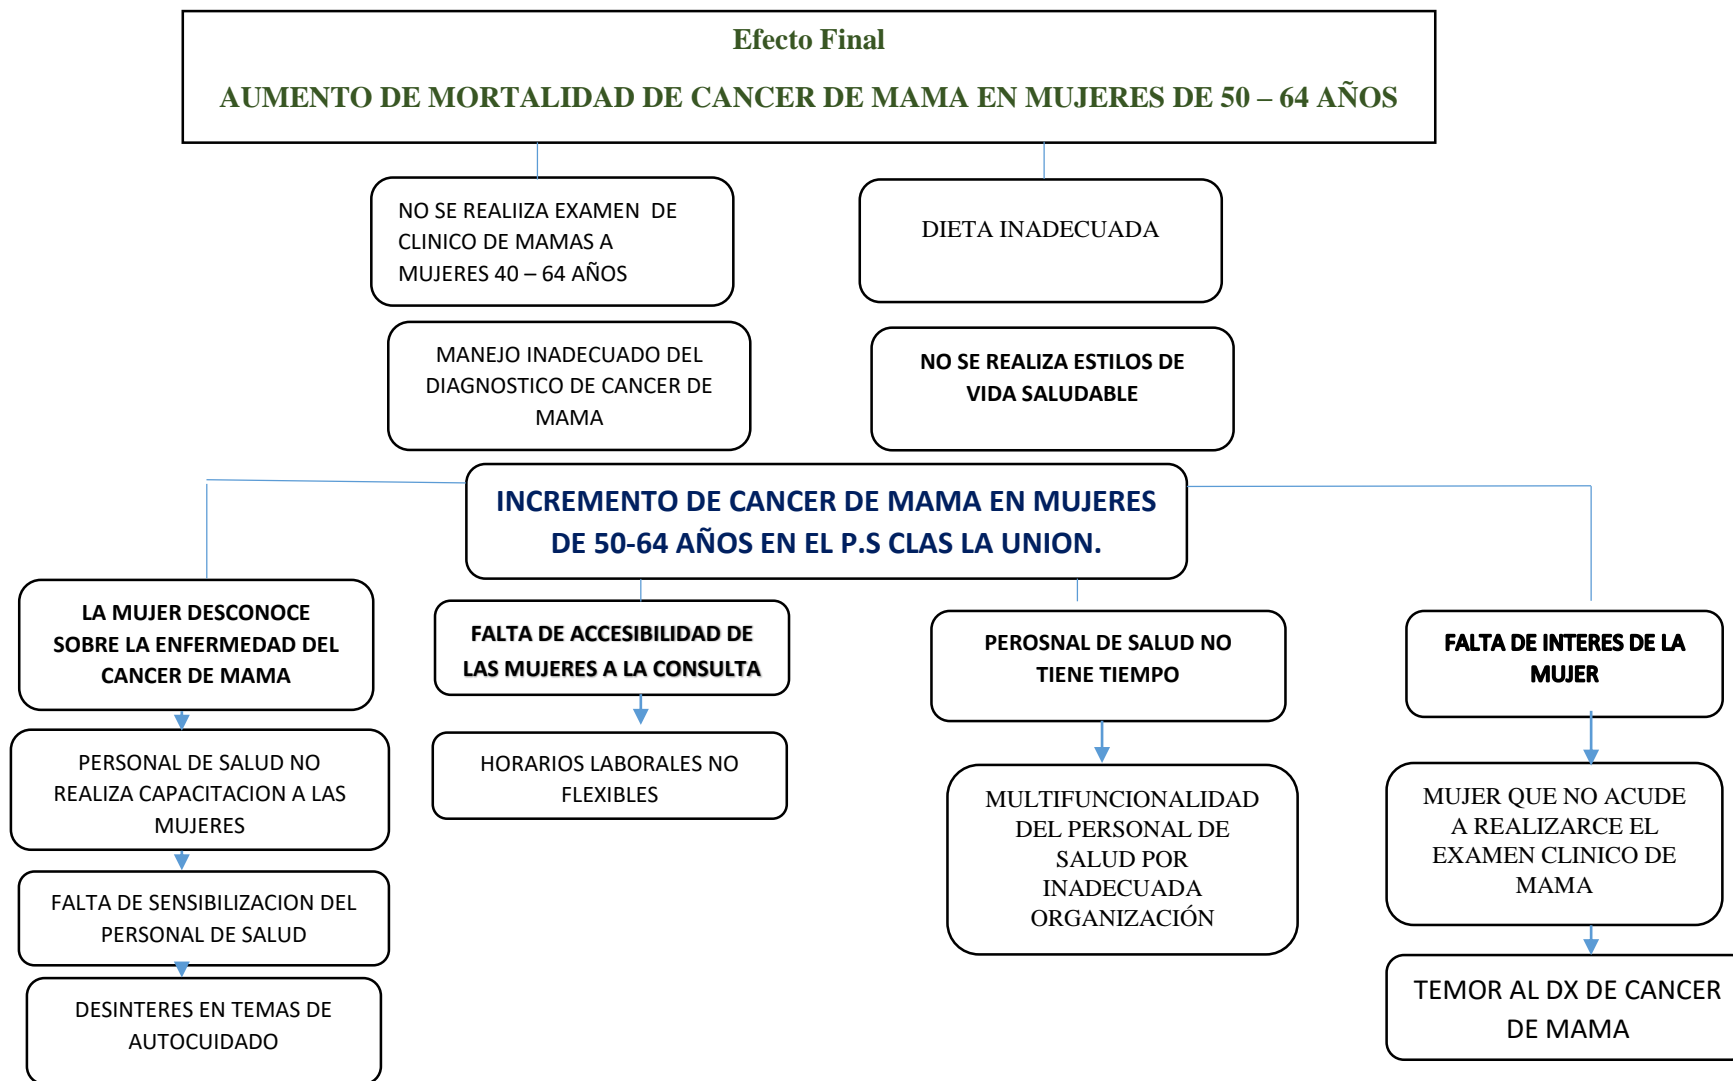 Efecto Final
AUMENTO DE MORTALIDAD DE CANCER DE MAMA EN MUJERES DE 50 – 64 AÑOS
NO SE REALIIZA EXAMEN DE
CLINICO DE MAMAS A
MUJERES 40 – 64 AÑOS
DIETA INADECUADA
MANEJO INADECUADO DEL
DIAGNOSTICO DE CANCER DE
MAMA
NO SE REALIZA ESTILOS DE
VIDA SALUDABLE
INCREMENTO DE CANCER DE MAMA EN MUJERES
DE 50-64 AÑOS EN EL P.S CLAS LA UNION.
LA MUJER DESCONOCE
SOBRE LA ENFERMEDAD DEL
CANCER DE MAMA
FALTA DE ACCESIBILIDAD DE
LAS MUJERES A LA CONSULTA
PEROSNAL DE SALUD NO
TIENE TIEMPO
FALTA DE INTERES DE LA
MUJER
PERSONAL DE SALUD NO
REALIZA CAPACITACION A LAS
MUJERES
HORARIOS LABORALES NO
FLEXIBLES
MULTIFUNCIONALIDAD
DEL PERSONAL DE
SALUD POR
INADECUADA
ORGANIZACIÓN
MUJER QUE NO ACUDE
A REALIZARCE EL
EXAMEN CLINICO DE
MAMA
FALTA DE SENSIBILIZACION DEL
PERSONAL DE SALUD
DESINTERES EN TEMAS DE
AUTOCUIDADO
TEMOR AL DX DE CANCER
DE MAMA